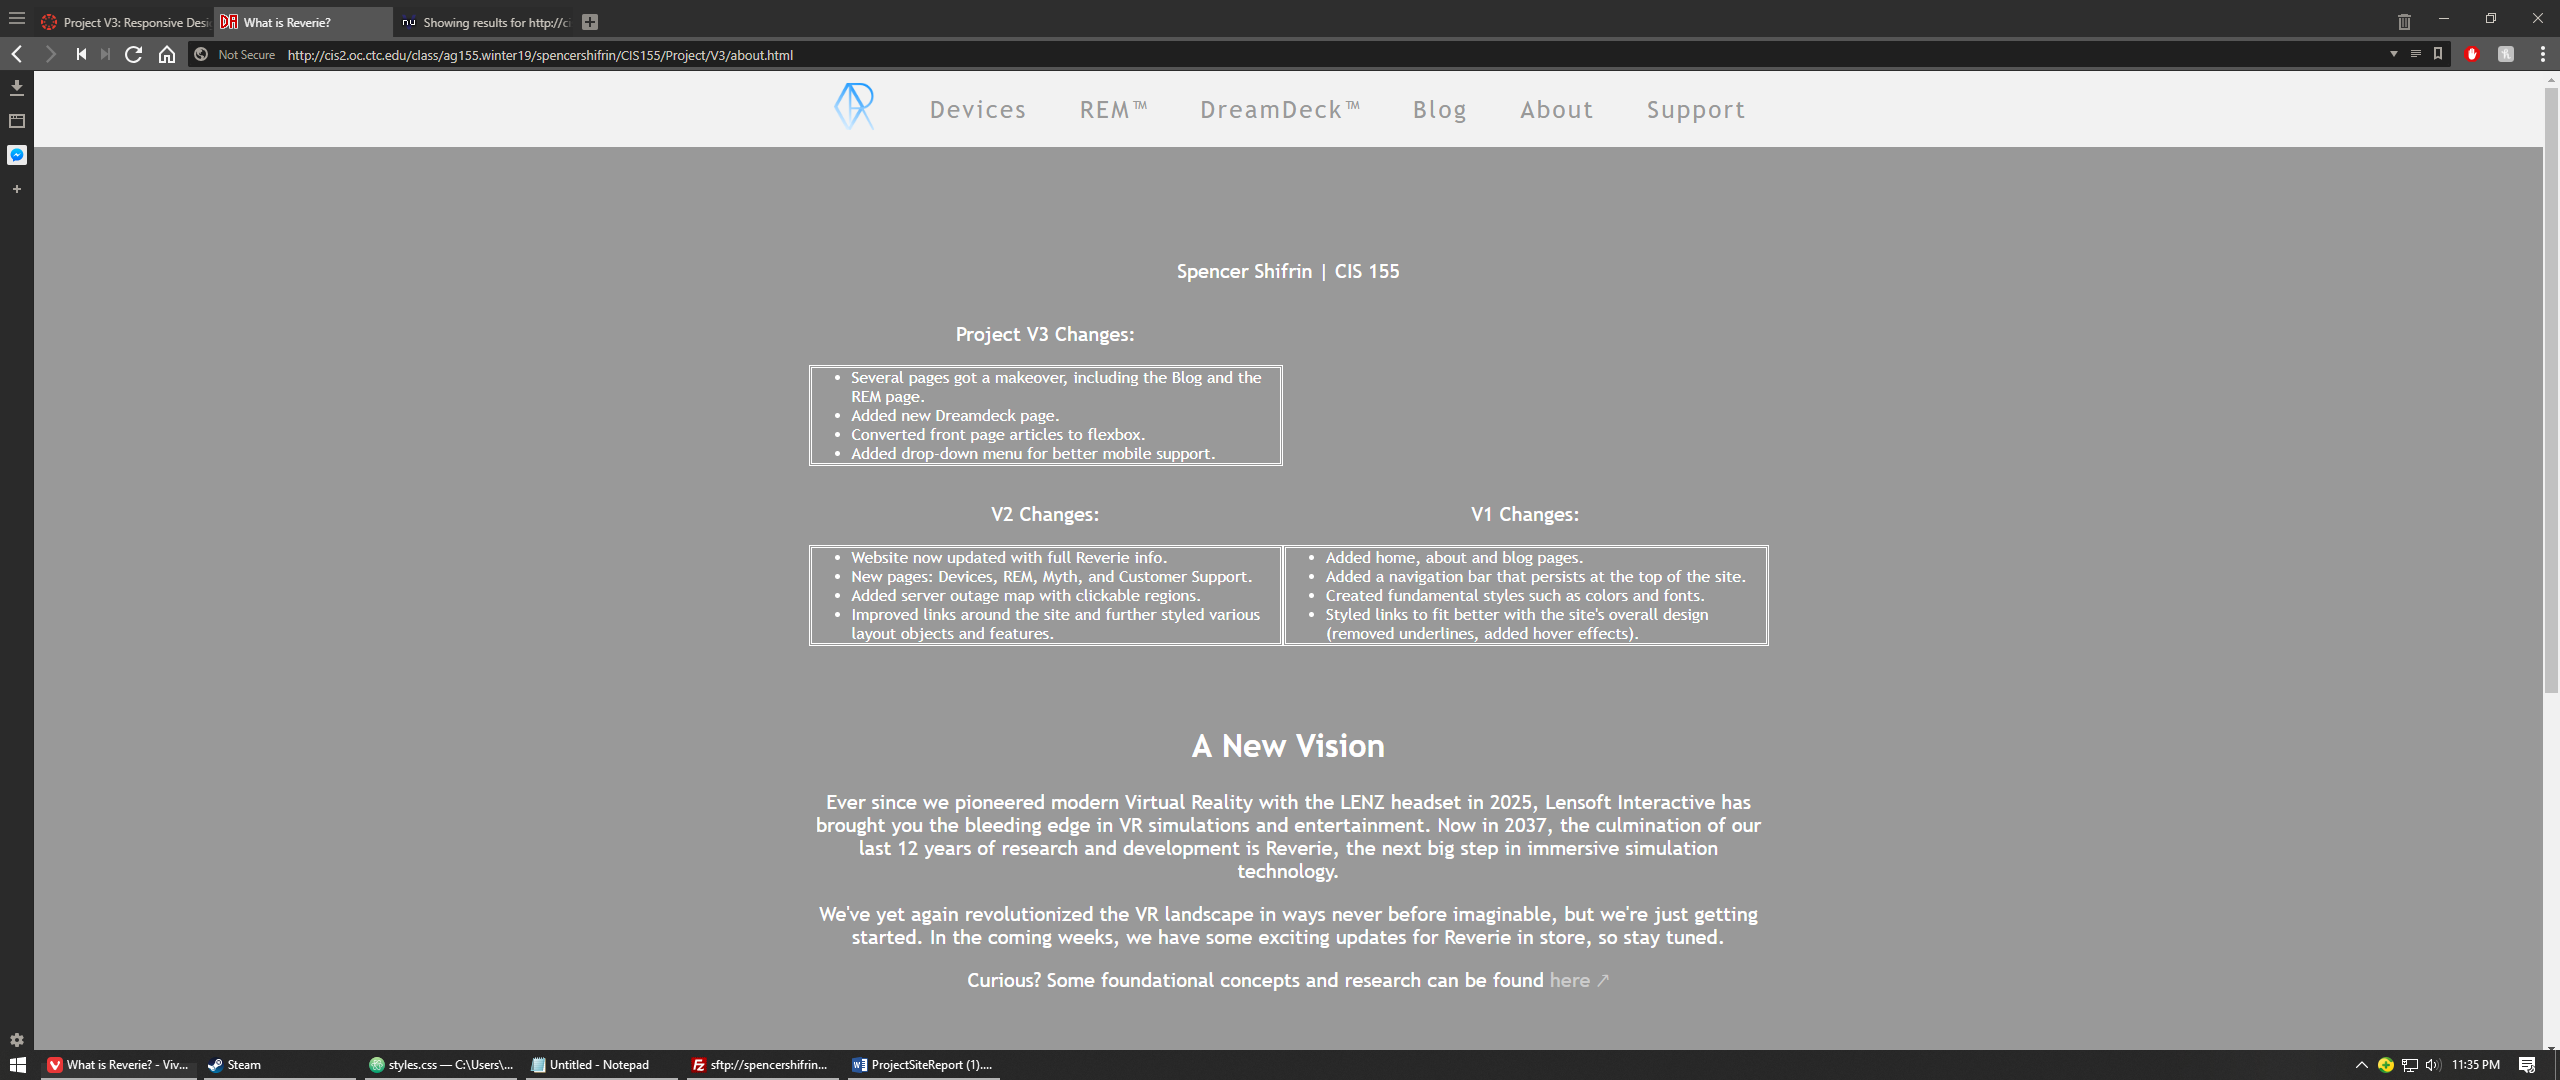 Project V3: Responsive Desi
What is Reverie?
Showing results for http://ci
Not Secure http://cis2.oc.ctc.edu/class/ag155.winter19/spencershifrin/CIS155/Project/V3/about.html
Devices REM™ DreamDeck™ Blog About Support
Spencer Shifrin | CIS 155
Project V3 Changes:
• Several pages got a makeover, including the Blog and the
REM page.
• Added new Dreamdeck page.
• Converted front page articles to flexbox.
• Added drop-down menu for better mobile support.
V2 Changes:
• Website now updated with full Reverie info.
• New pages: Devices, REM, Myth, and Customer Support.
• Added server outage map with clickable regions.
• Improved links around the site and further styled various
layout objects and features.
V1 Changes:
• Added home, about and blog pages.
• Added a navigation bar that persists at the top of the site.
• Created fundamental styles such as colors and fonts.
• Styled links to fit better with the site's overall design
(removed underlines, added hover effects).
A New Vision
Ever since we pioneered modern Virtual Reality with the LENZ headset in 2025, Lensoft Interactive has
brought you the bleeding edge in VR simulations and entertainment. Now in 2037, the culmination of our
last 12 years of research and development is Reverie, the next big step in immersive simulation
technology.
We've yet again revolutionized the VR landscape in ways never before imaginable, but we're just getting
started. In the coming weeks, we have some exciting updates for Reverie in store, so stay tuned.
Curious? Some foundational concepts and research can be found here ↗
What is Reverie? - Viv...
Steam
styles.css — C:\Users\...
Untitled - Notepad
sftp://spencershifrin...
ProjectSiteReport (1)....
11:35 PM